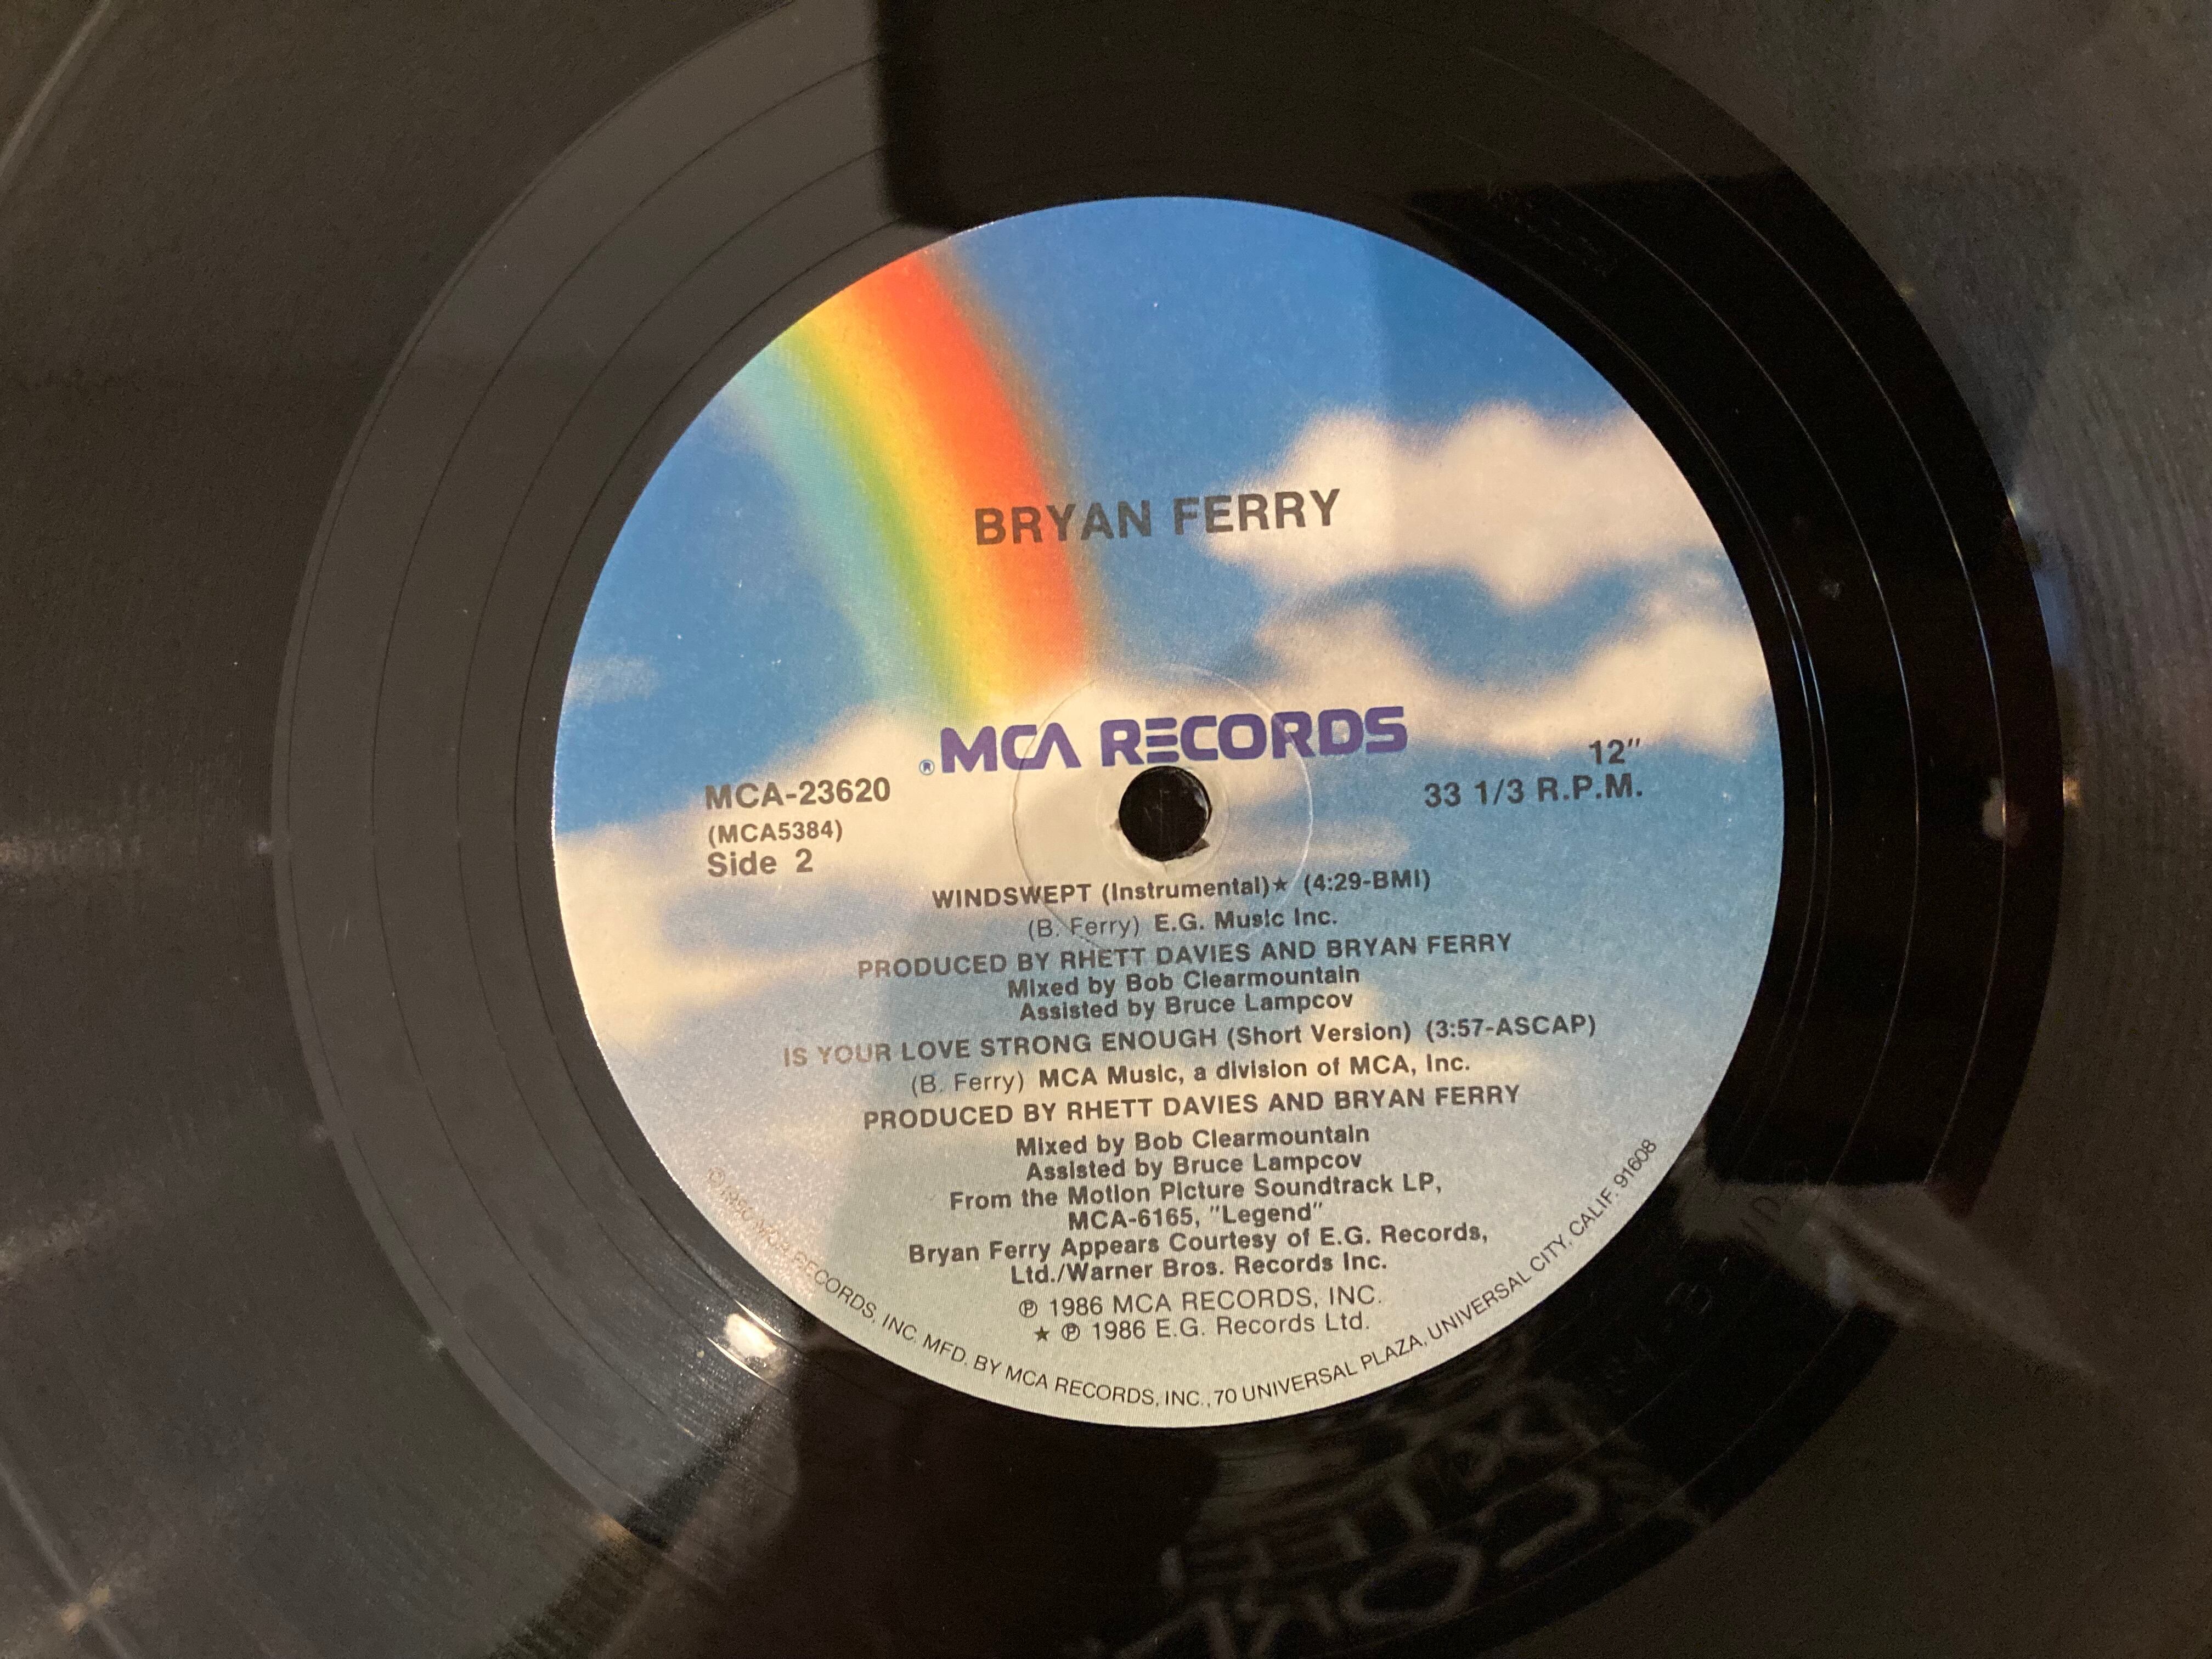 BRYAN FERRY
® MCA RECORDS
MCA-23620
(MCA5384)
Side 2
12"
33 1/3 R.P.M.
WINDSWEPT (Instrumental)★ (4:29-BMI)
(B. Ferry) E.G. Music Inc.
PRODUCED BY RHETT DAVIES AND BRYAN FERRY
Mixed by Bob Clearmountain
Assisted by Bruce Lampcov
IS YOUR LOVE STRONG ENOUGH (Short Version) (3:57-ASCAP)
(B. Ferry) MCA Music, a division of MCA, Inc.
PRODUCED BY RHETT DAVIES AND BRYAN FERRY
Mixed by Bob Clearmountain
Assisted by Bruce Lampcov
From the Motion Picture Soundtrack LP,
MCA-6165, "Legend"
Bryan Ferry Appears Courtesy of E.G. Records,
Ltd./Warner Bros. Records Inc.
℗ 1986 MCA RECORDS, INC.
★ ℗ 1986 E.G. Records Ltd.
MCA RECORDS, INC. MFD. BY MCA RECORDS, INC., 70 UNIVERSAL PLAZA, UNIVERSAL CITY, CALIF. 91608